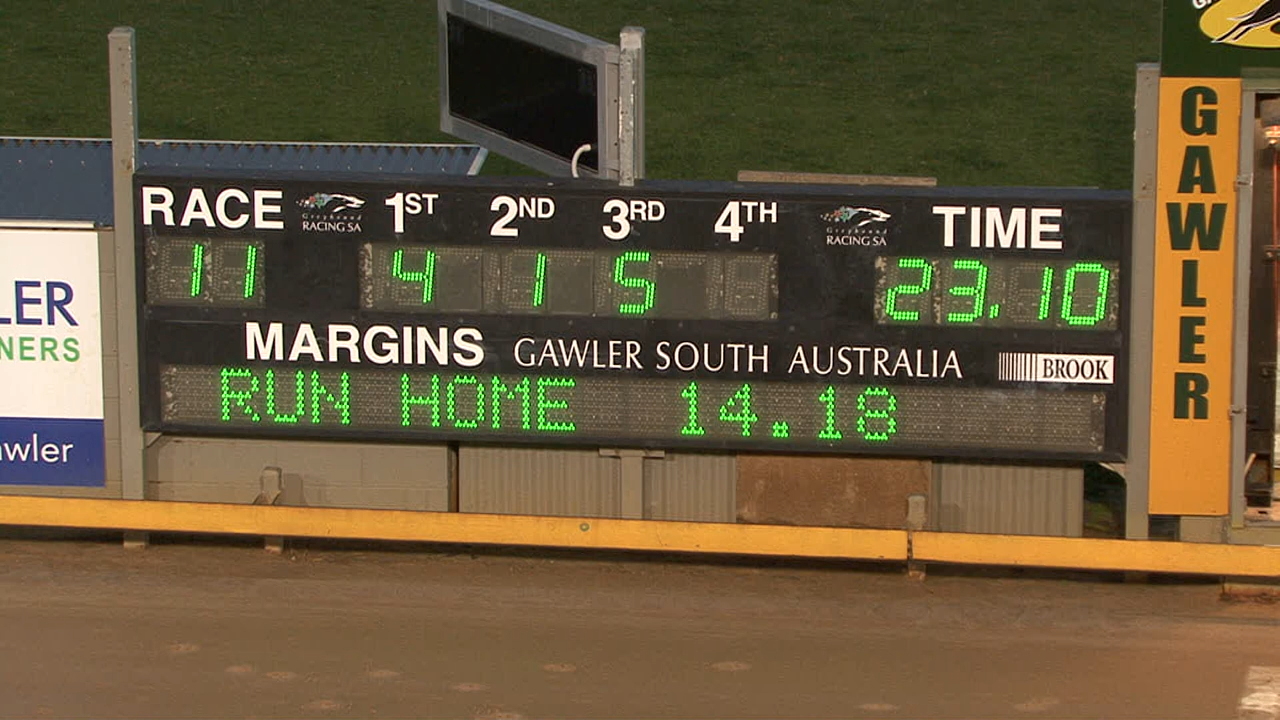 RACE
Greyhound
RACING SA
1ST 2ND 3RD 4TH
Greyhound
RACING SA
TIME
11 4 1 5 23.10
MARGINS GAWLER SOUTH AUSTRALIA BROOK
RUN HOME 14.18
GAWLER
LER
NERS
awler